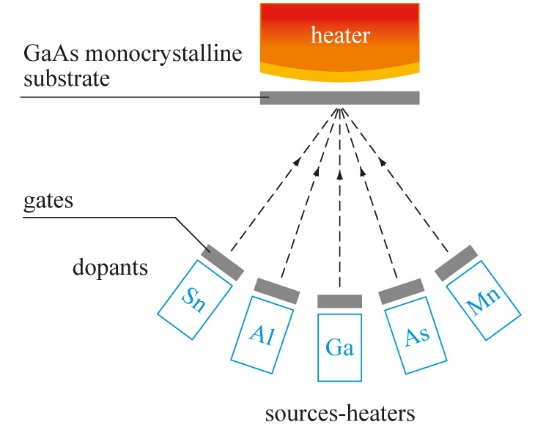 heater
GaAs monocrystalline
substrate
gates
dopants
Sn
Al
Ga
As
Mn
sources-heaters